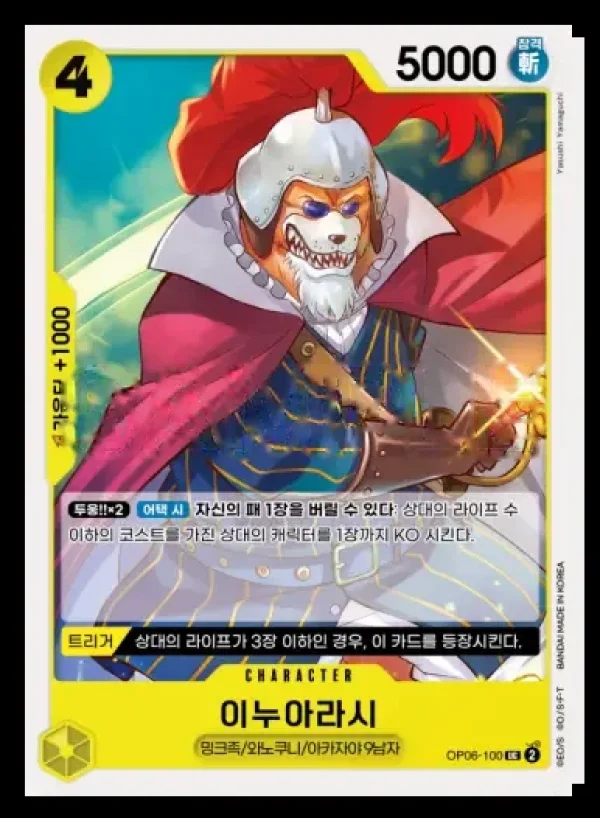 4
5000
참격
斬
Yasushi Yamaguchi
카운터 +1000
두웅!!×2 어택 시 자신의 패 1장을 버릴 수 있다: 상대의 라이프 수
이하의 코스트를 가진 상대의 캐릭터를 1장까지 KO 시킨다.
트리거 상대의 라이프가 3장 이하인 경우, 이 카드를 등장시킨다.
CHARACTER
이누아라시
밍크족/와노쿠니/아카자야 9남자
OP06-100 UC 2
©EO/S ©O./S·F·T BANDAI MADE IN KOREA